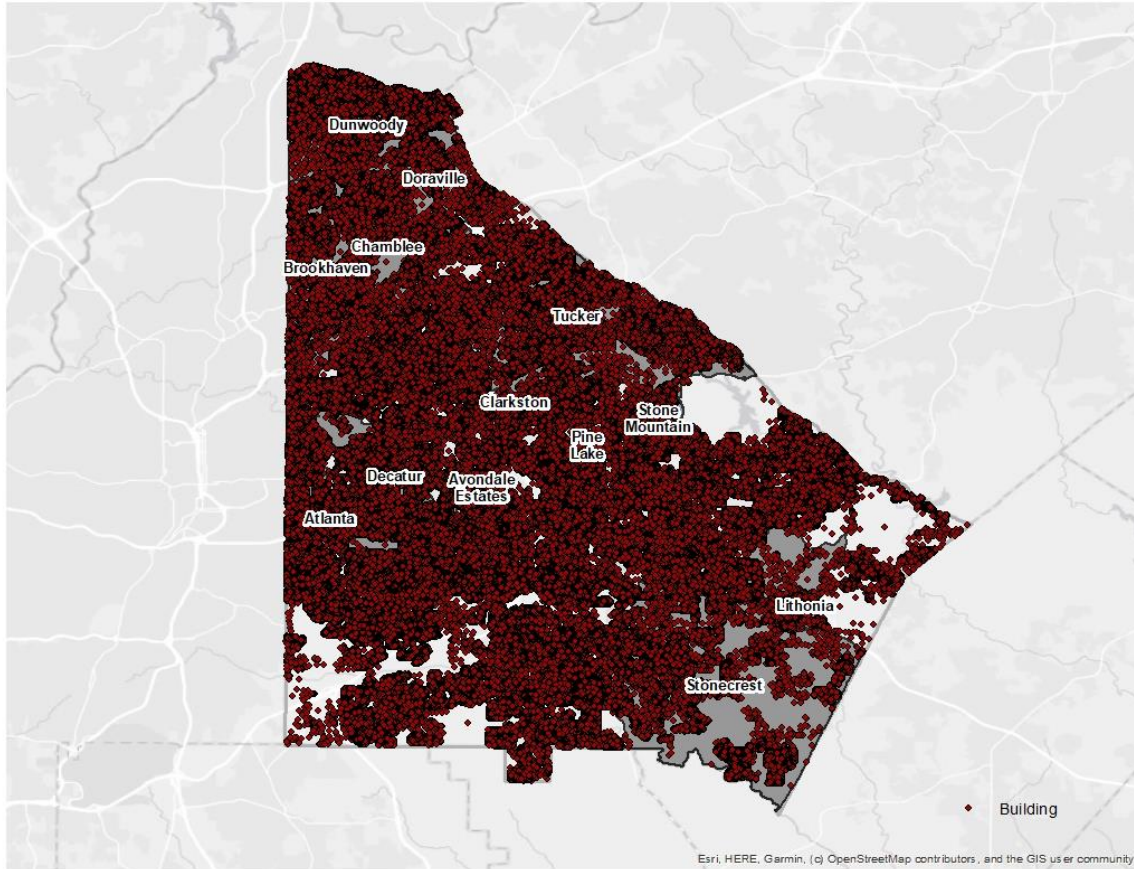 Dunwoody
Doraville
Chamblee
Brookhaven
Tucker
Clarkston
Stone
Mountain
Pine
Lake
Decatur
Avondale
Estates
Atlanta
Lithonia
Stonecrest
Building
Esri, HERE, Garmin, (c) OpenStreetMap contributors, and the GIS user community